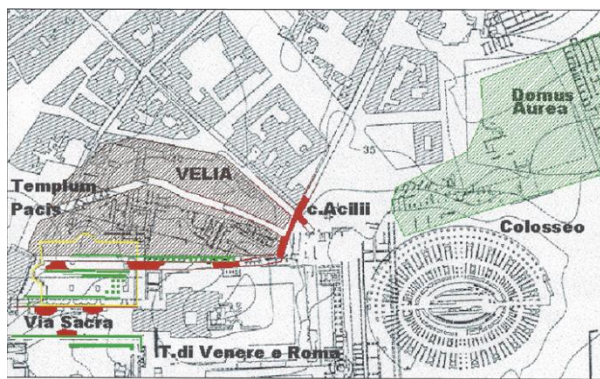 Domus
Aurea
35
VELIA
Templum
Pacis
c.Acilii
Colosseo
Via Sacra
T.di Venere e Roma